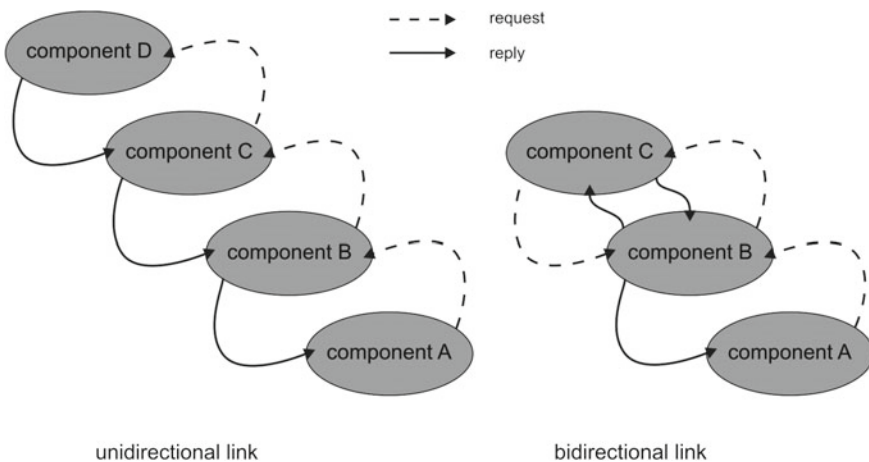 request
component D
reply
component C
component C
component B
component B
component A
component A
unidirectional link
bidirectional link